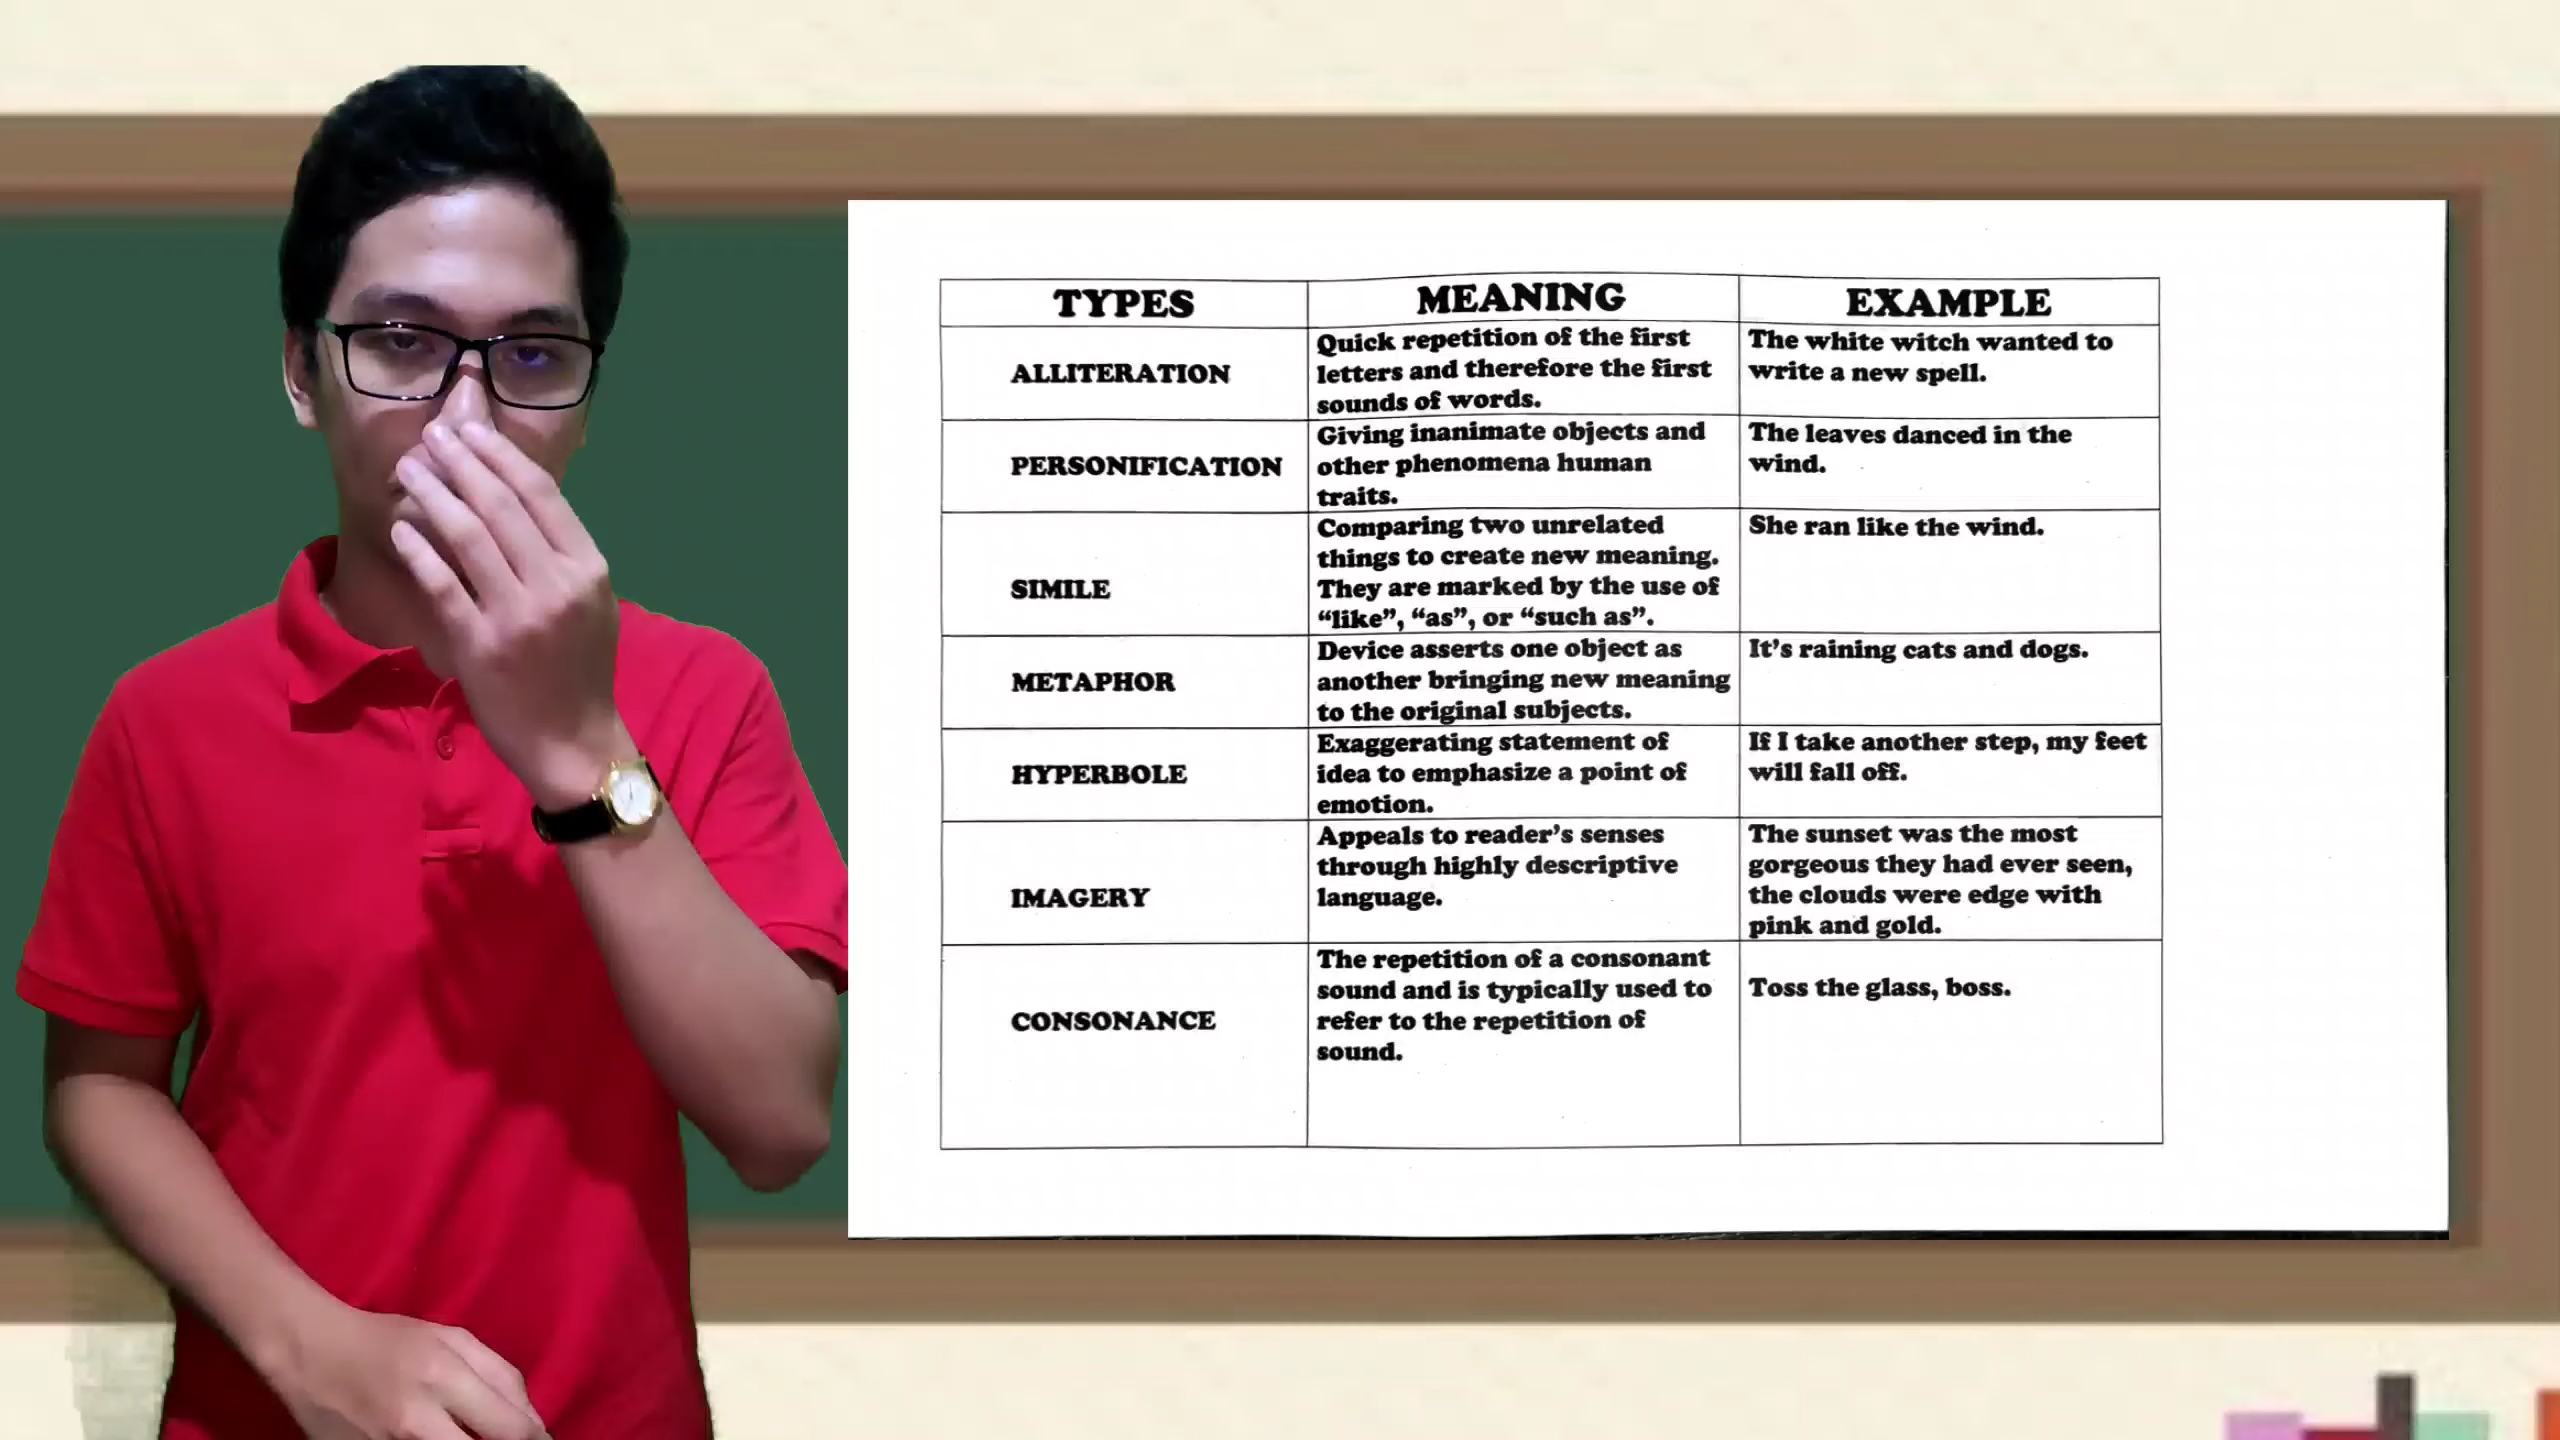 TYPES
MEANING
EXAMPLE
ALLITERATION
Quick repetition of the first
letters and therefore the first
sounds of words.
The white witch wanted to
write a new spell.
PERSONIFICATION
Giving inanimate objects and
other phenomena human
traits.
The leaves danced in the
wind.
SIMILE
Comparing two unrelated
things to create new meaning.
They are marked by the use of
“like”, “as”, or “such as”.
She ran like the wind.
METAPHOR
Device asserts one object as
another bringing new meaning
to the original subjects.
It’s raining cats and dogs.
HYPERBOLE
Exaggerating statement of
idea to emphasize a point of
emotion.
If I take another step, my feet
will fall off.
IMAGERY
Appeals to reader’s senses
through highly descriptive
language.
The sunset was the most
gorgeous they had ever seen,
the clouds were edge with
pink and gold.
CONSONANCE
The repetition of a consonant
sound and is typically used to
refer to the repetition of
sound.
Toss the glass, boss.